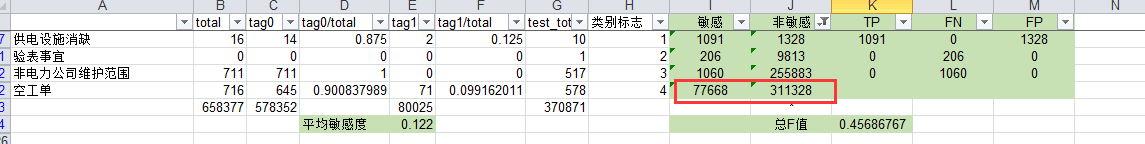 A B C D E F G H I J K L M N
total tag0 tag0/total tag1 tag1/total test_tot 类别标志 敏感 非敏感 TP FN FP
7 供电设施消缺 16 14 0.875 2 0.125 10 1 1091 1328 1091 0 1328
1 验表事宜 0 0 0 0 0 1 2 206 9813 0 206 0
2 非电力公司维护范围 711 711 1 0 0 517 3 1060 255883 0 1060 0
2 空工单 716 645 0.900837989 71 0.099162011 578 4 77668 311328
3 658377 578352 80025 370871
4 平均敏感度 0.122 总F值 0.45686767